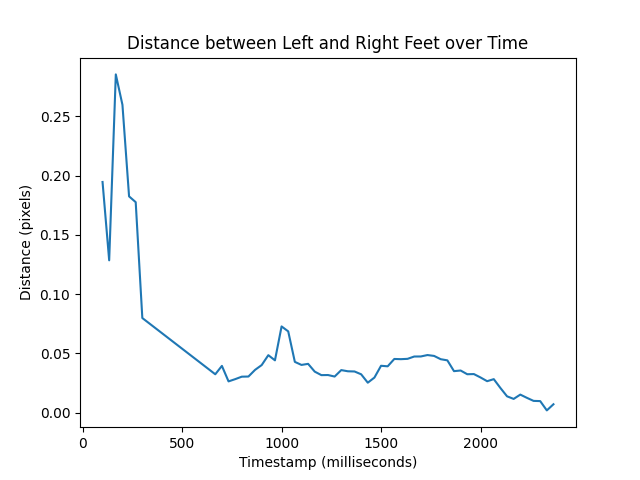 Distance between Left and Right Feet over Time
0.25
0.20
0.15
0.10
0.05
0.00
Distance (pixels)
0 500 1000 1500 2000
Timestamp (milliseconds)